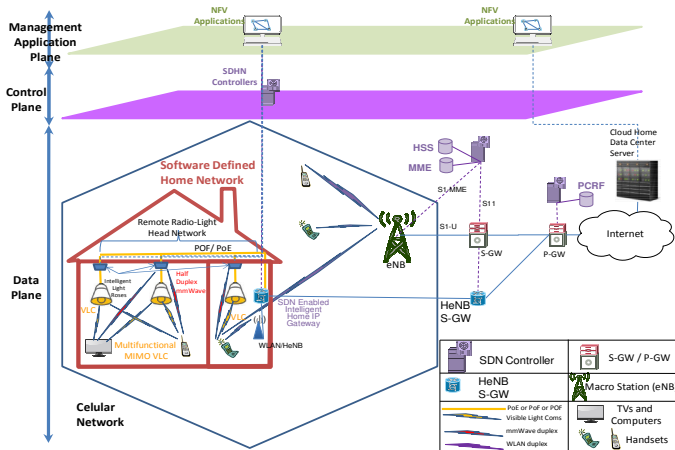 NFV
Applications
NFV
Applications
Management
Application
Plane
SDHN
Controllers
Control
Plane
Cloud Home
Data Center
Server
HSS
MME
PCRF
Software Defined
Home Network
S1-MME
S11
Remote Radio-Light
Head Network
S1-U
Internet
POF/ PoE
S-GW
P-GW
eNB
Data
Plane
Intelligent
Light
Roses
Half
Duplex
mmWave
VLC
VLC
SDN Enabled
Intelligent
Home IP
Gateway
HeNB
S-GW
Multifunctional
MIMO VLC
WLAN/HeNB
SDN Controller
S-GW / P-GW
HeNB
S-GW
Macro Station (eNB
Celular
Network
PoE or PoF or POF
Visible Light Coms
mmWave duplex
WLAN duplex
TVs and
Computers
Handsets